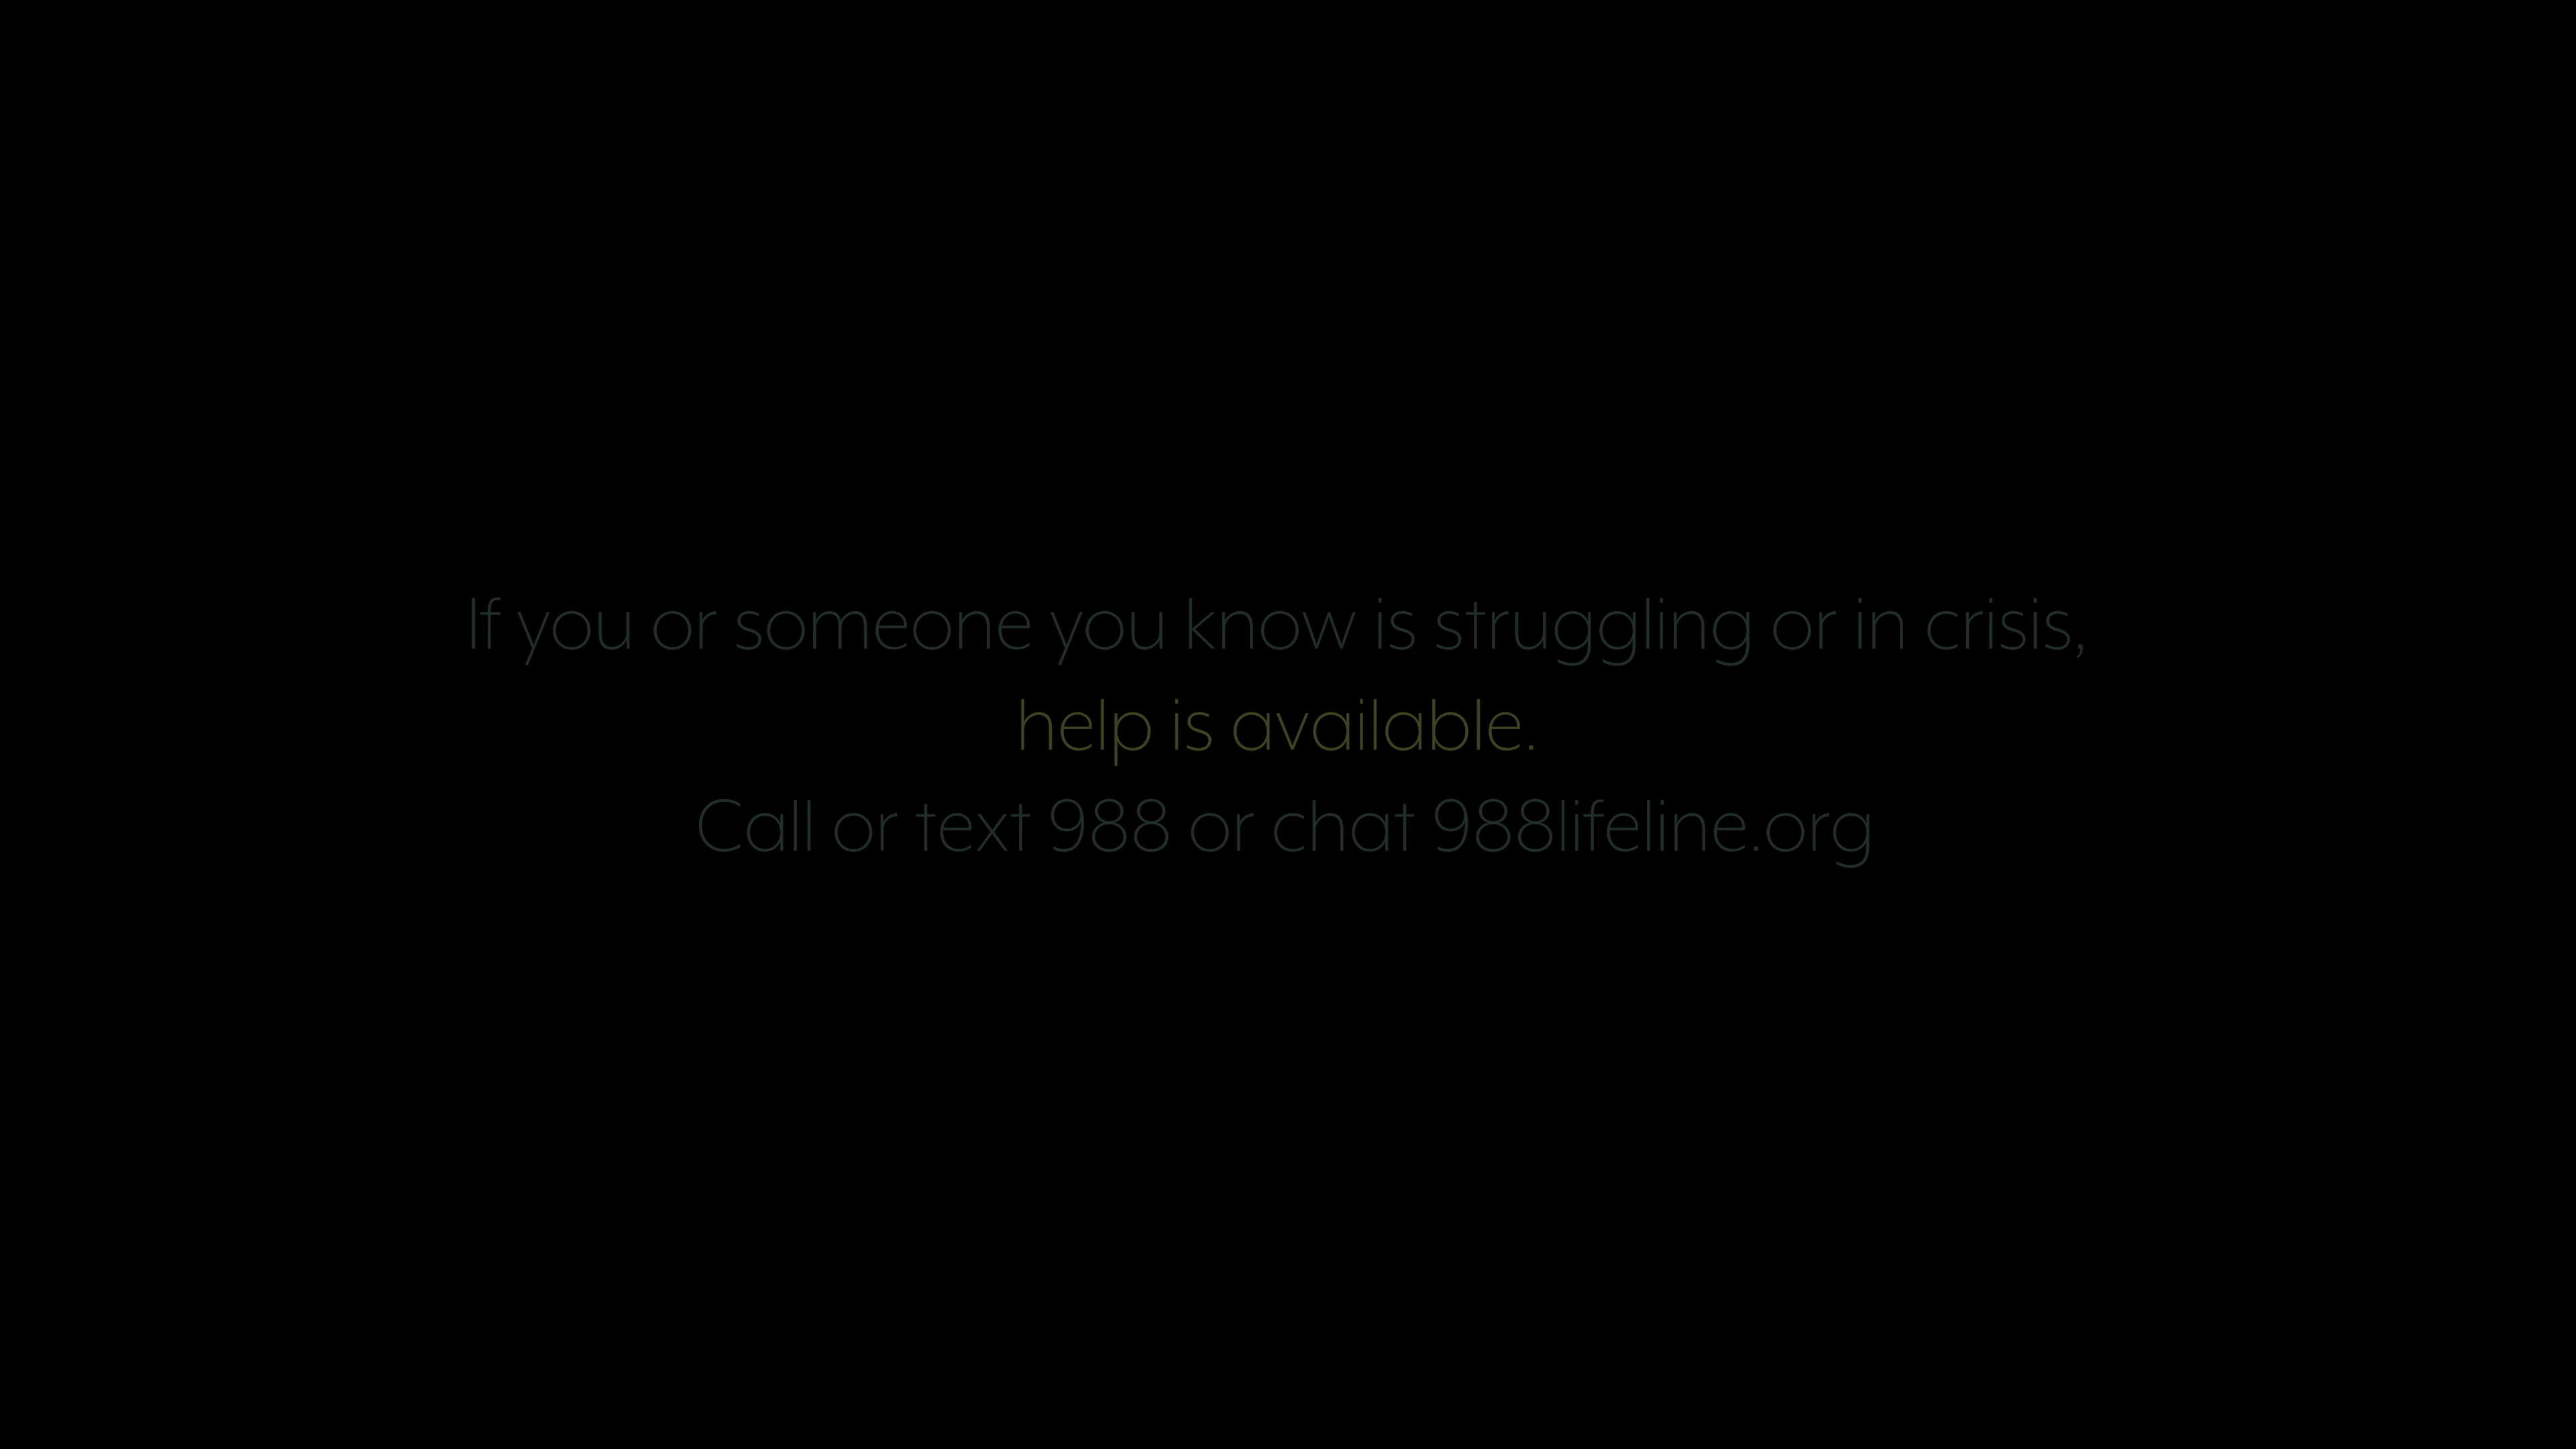 If you or someone you know is struggling or in crisis,
help is available.
Call or text 988 or chat 988lifeline.org